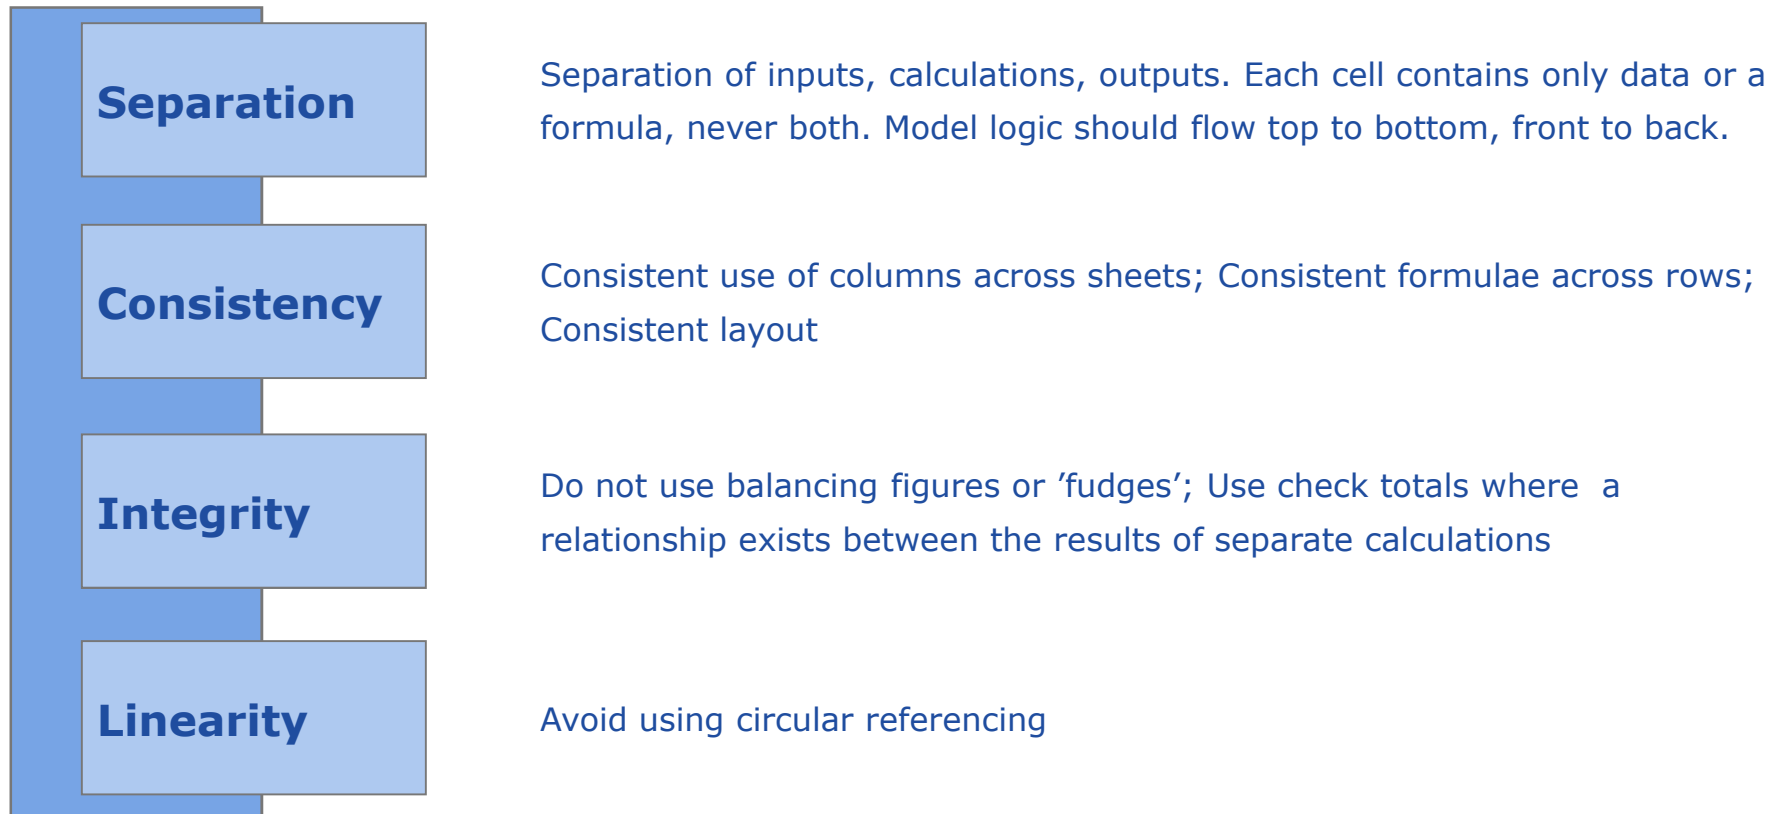 Separation
Separation of inputs, calculations, outputs. Each cell contains only data or a
formula, never both. Model logic should flow top to bottom, front to back.
Consistency
Consistent use of columns across sheets; Consistent formulae across rows;
Consistent layout
Integrity
Do not use balancing figures or ’fudges’; Use check totals where  a
relationship exists between the results of separate calculations
Linearity
Avoid using circular referencing